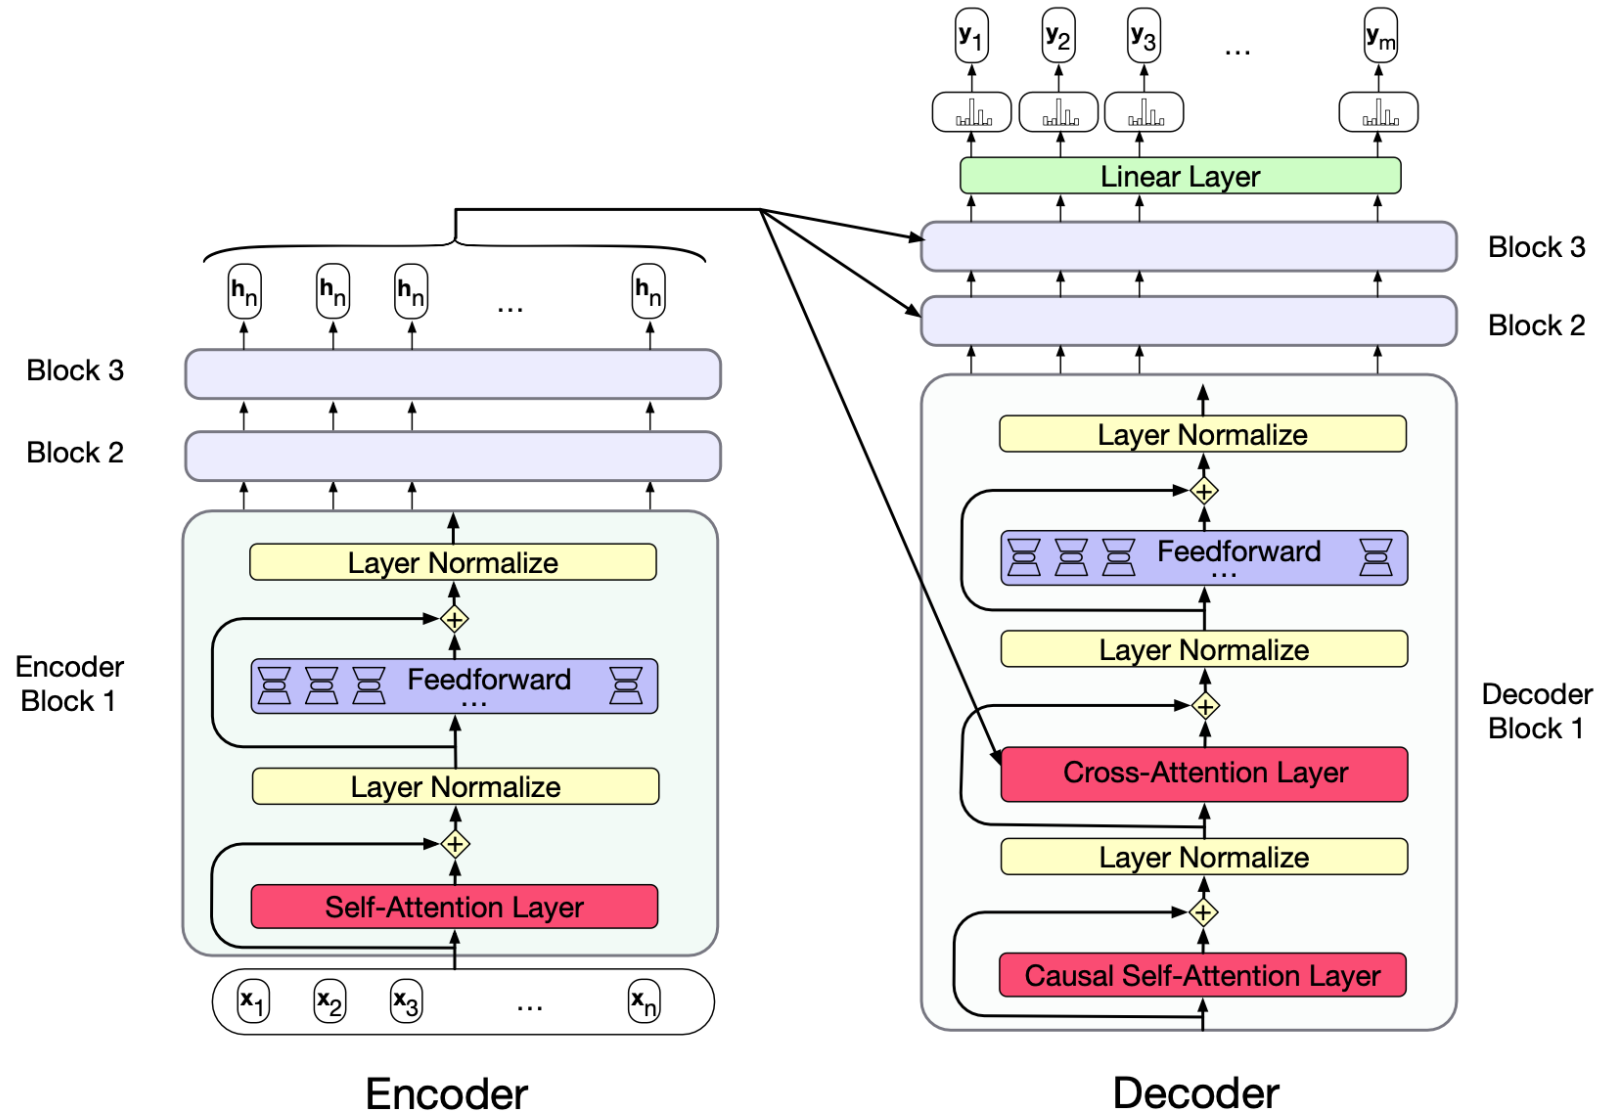 y1 y2 y3 ... ym
Linear Layer
Block 3
Block 2
hn hn hn ... hn
Block 3
Block 2
Layer Normalize
Feedforward
...
Layer Normalize
Self-Attention Layer
Encoder
Block 1
x1 x2 x3 ... xn
Encoder
Layer Normalize
Feedforward
...
Layer Normalize
Cross-Attention Layer
Layer Normalize
Causal Self-Attention Layer
Decoder
Block 1
Decoder